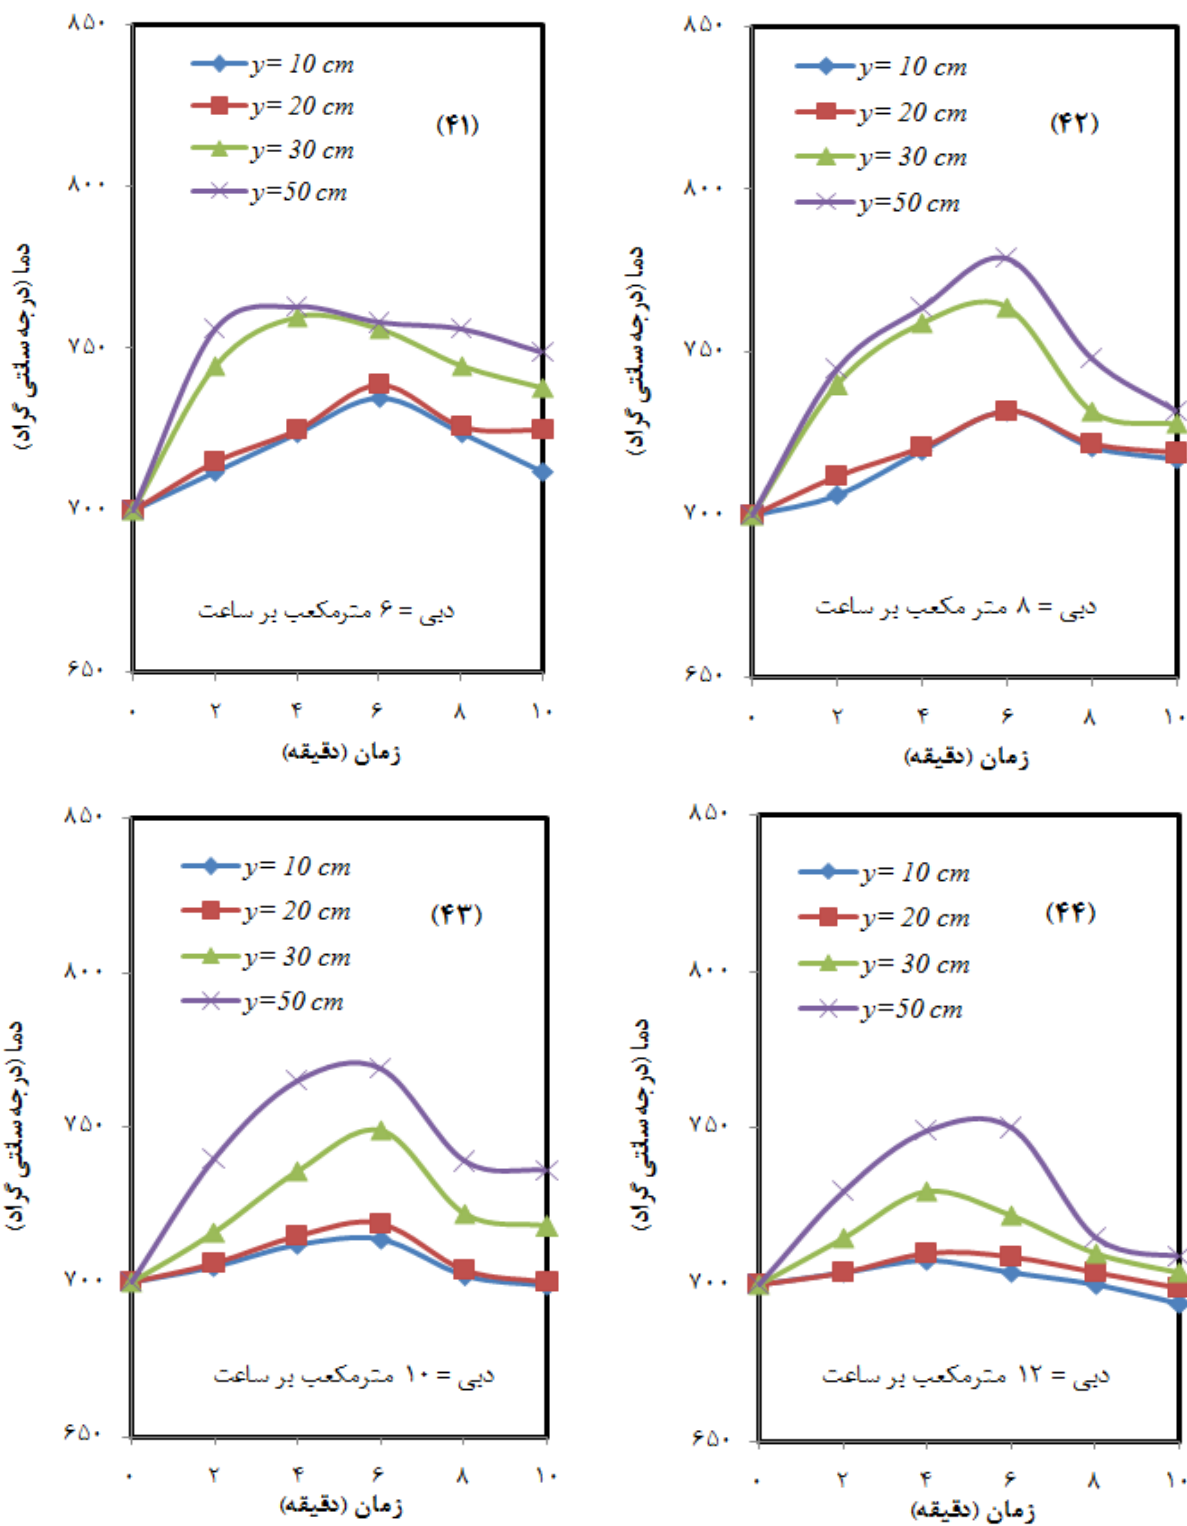 ۸۵۰
۸۰۰
۷۵۰
۷۰۰
۶۵۰
y= 10 cm
y= 20 cm
y= 30 cm
y=50 cm
(۴۱)
دما (درجه سانتی گراد)
دبی = ۶ مترمکعب بر ساعت
۰ ۲ ۴ ۶ ۸ ۱۰
زمان (دقیقه)
۸۵۰
۸۰۰
۷۵۰
۷۰۰
۶۵۰
y= 10 cm
y= 20 cm
y= 30 cm
y=50 cm
(۴۲)
دما (درجه سانتی گراد)
دبی = ۸ متر مکعب بر ساعت
۰ ۲ ۴ ۶ ۸ ۱۰
زمان (دقیقه)
۸۵۰
۸۰۰
۷۵۰
۷۰۰
۶۵۰
y= 10 cm
y= 20 cm
y= 30 cm
y=50 cm
(۴۳)
دما (درجه سانتی گراد)
دبی = ۱۰ مترمکعب بر ساعت
۰ ۲ ۴ ۶ ۸ ۱۰
زمان (دقیقه)
۸۵۰
۸۰۰
۷۵۰
۷۰۰
۶۵۰
y= 10 cm
y= 20 cm
y= 30 cm
y=50 cm
(۴۴)
دما (درجه سانتی گراد)
دبی = ۱۲ مترمکعب بر ساعت
۰ ۲ ۴ ۶ ۸ ۱۰
زمان (دقیقه)